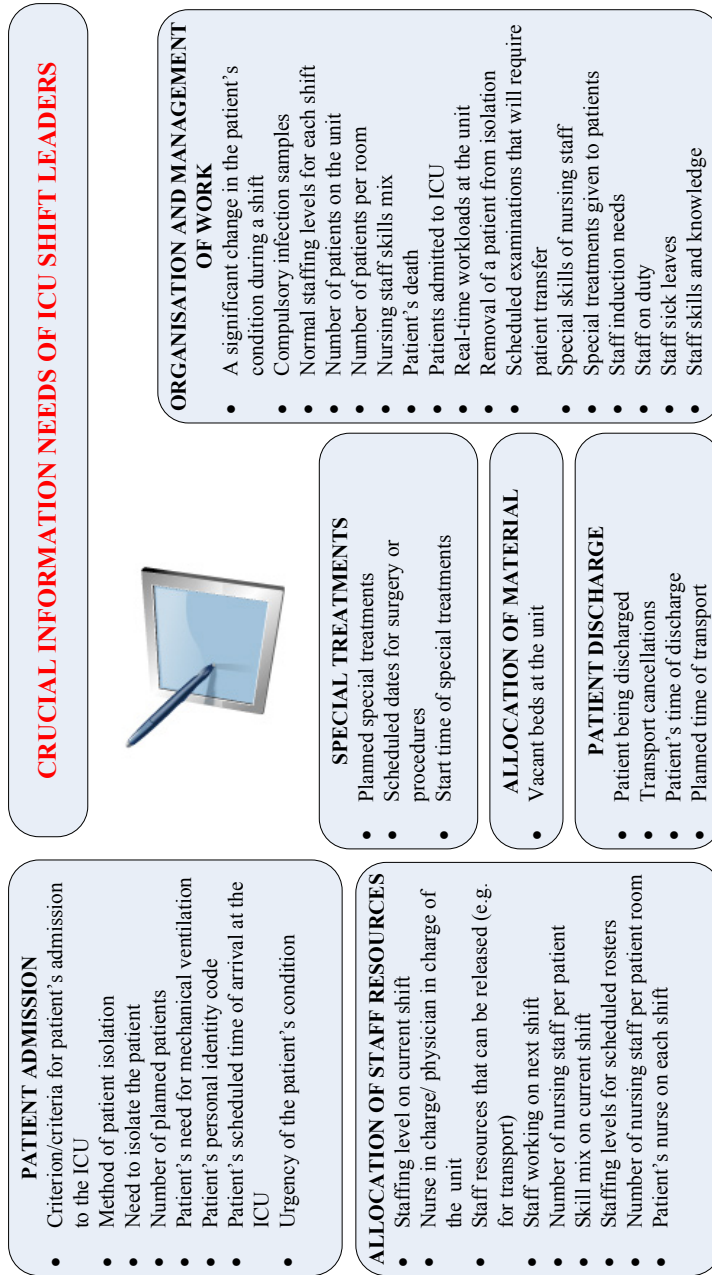 CRUCIAL INFORMATION NEEDS OF ICU SHIFT LEADERS
PATIENT ADMISSION
• Criterion/criteria for patient's admission
to the ICU
• Method of patient isolation
• Need to isolate the patient
• Number of planned patients
• Patient's need for mechanical ventilation
• Patient's personal identity code
• Patient's scheduled time of arrival at the
ICU
• Urgency of the patient's condition
ALLOCATION OF STAFF RESOURCES
• Staffing level on current shift
• Nurse in charge/ physician in charge of
the unit
• Staff resources that can be released (e.g.
for transport)
• Staff working on next shift
• Number of nursing staff per patient
• Skill mix on current shift
• Staffing levels for scheduled rosters
• Number of nursing staff per patient room
• Patient's nurse on each shift
SPECIAL TREATMENTS
• Planned special treatments
• Scheduled dates for surgery or
procedures
• Start time of special treatments
ALLOCATION OF MATERIAL
• Vacant beds at the unit
PATIENT DISCHARGE
• Patient being discharged
• Transport cancellations
• Patient's time of discharge
• Planned time of transport
ORGANISATION AND MANAGEMENT
OF WORK
• A significant change in the patient's
condition during a shift
• Compulsory infection samples
• Normal staffing levels for each shift
• Number of patients on the unit
• Number of patients per room
• Nursing staff skills mix
• Patient's death
• Patients admitted to ICU
• Real-time workloads at the unit
• Removal of a patient from isolation
• Scheduled examinations that will require
patient transfer
• Special skills of nursing staff
• Special treatments given to patients
• Staff induction needs
• Staff on duty
• Staff sick leaves
• Staff skills and knowledge